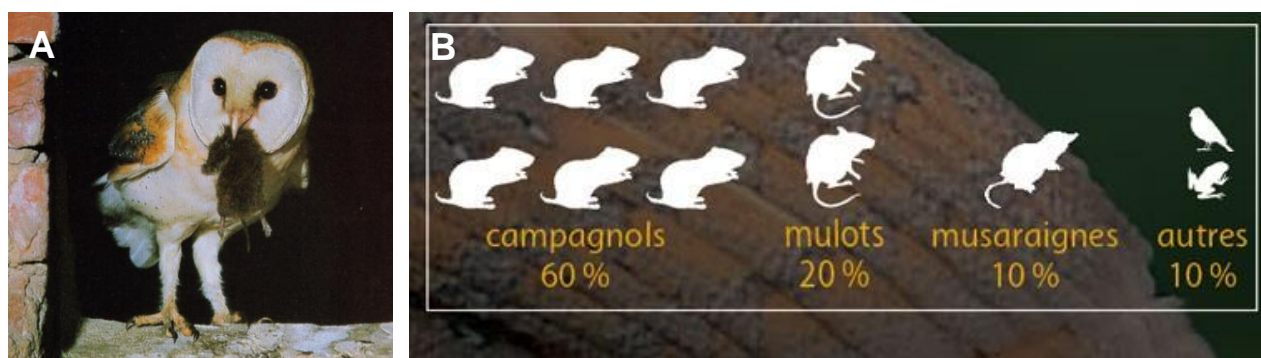 A
B
campagnols
60 %
mulots
20 %
musaraignes
10 %
autres
10 %